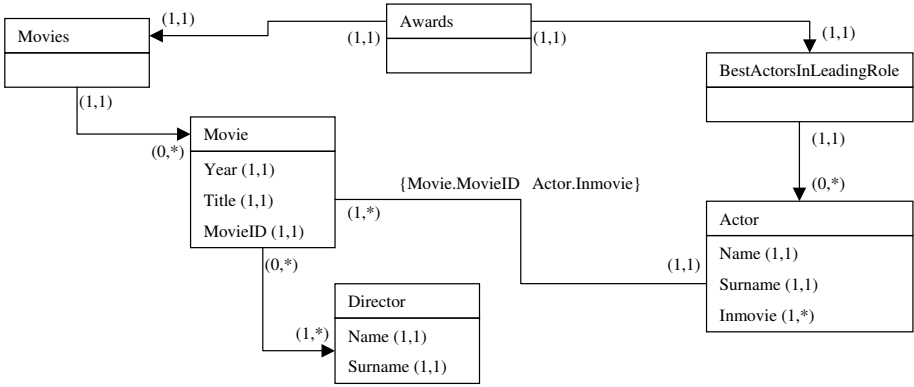 (1,1)
Awards
Movies
(1,1)
(1,1)
(1,1)
BestActorsInLeadingRole
(1,1)
Movie
(0,*)
(1,1)
Year (1,1)
{Movie.MovieID Actor.Inmovie}
(0,*)
Title (1,1)
(1,*)
Actor
MovieID (1,1)
Name (1,1)
(0,*)
(1,1)
Surname (1,1)
Director
Inmovie (1,*)
(1,*)
Name (1,1)
Surname (1,1)